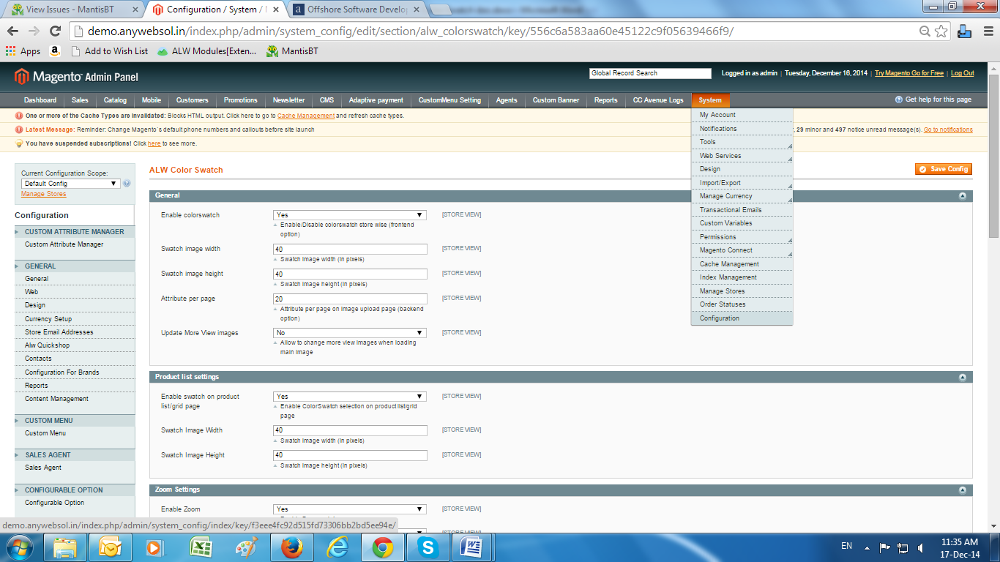 View Issues - MantisBT
Configuration / System /
Offshore Software Develo
demo.anywebsol.in/index.php/admin/system_config/edit/section/alw_colorswatch/key/556c6a583aa60e45122c9f05639466f9/
Apps
Add to Wish List
ALW Modules[Exten...
MantisBT
Magento Admin Panel
Global Record Search
Logged in as admin | Tuesday, December 16, 2014 | Try Magento Go for Free | Log Out
Dashboard Sales Catalog Mobile Customers Promotions Newsletter CMS Adaptive payment CustomMenu Setting Agents Custom Banner Reports CC Avenue Logs System
Get help for this page
One or more of the Cache Types are invalidated: Blocks HTML output. Click here to go to Cache Management and refresh cache types.
Latest Message: Reminder: Change Magento`s default phone numbers and callouts before site launch
, 29 minor and 497 notice unread message(s). Go to notifications
You have suspended subscriptions! Click here to see more.
My Account
Notifications
Tools
Web Services
Design
Import/Export
Manage Currency
Transactional Emails
Custom Variables
Permissions
Magento Connect
Cache Management
Index Management
Manage Stores
Order Statuses
Configuration
Current Configuration Scope:
Default Config
Manage Stores
Configuration
CUSTOM ATTRIBUTE MANAGER
Custom Attribute Manager
GENERAL
General
Web
Design
Currency Setup
Store Email Addresses
Alw Quickshop
Contacts
Configuration For Brands
Reports
Content Management
CUSTOM MENU
Custom Menu
SALES AGENT
Sales Agent
CONFIGURABLE OPTION
Configurable Option
ALW Color Swatch
Save Config
General
Enable colorswatch Yes [STORE VIEW]
Enable/Disable colorswatch store wise (frontend
option)
Swatch image width 40 [STORE VIEW]
Swatch image width (in pixels)
Swatch image height 40 [STORE VIEW]
Swatch image height (in pixels)
Attribute per page 20 [STORE VIEW]
Attribute per page on image upload page (backend
option)
Update More View images No [STORE VIEW]
Allow to change more view images when loading
main image
Product list settings
Enable swatch on product Yes [STORE VIEW]
list/grid page
Enable ColorSwatch selection on product list/grid
page
Swatch Image Width 40 [STORE VIEW]
Swatch image width (in pixels)
Swatch Image Height 40 [STORE VIEW]
Swatch image height (in pixels)
Zoom Settings
Enable Zoom Yes [STORE VIEW]
demo.anywebsol.in/index.php/admin/system_config/index/key/f3eee4fc92d515fd73306bb2bd5ee94e/
EN
11:35 AM
17-Dec-14